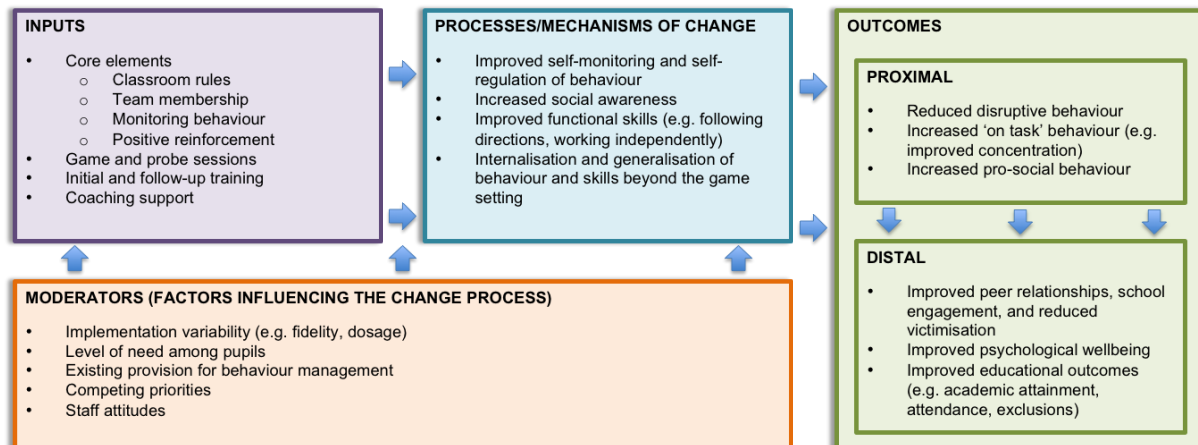 INPUTS
• Core elements
o Classroom rules
o Team membership
o Monitoring behaviour
o Positive reinforcement
• Game and probe sessions
• Initial and follow-up training
• Coaching support
PROCESSES/MECHANISMS OF CHANGE
• Improved self-monitoring and self-
regulation of behaviour
• Increased social awareness
• Improved functional skills (e.g. following
directions, working independently)
• Internalisation and generalisation of
behaviour and skills beyond the game
setting
OUTCOMES
PROXIMAL
• Reduced disruptive behaviour
• Increased ‘on task’ behaviour (e.g.
improved concentration)
• Increased pro-social behaviour
DISTAL
• Improved peer relationships, school
engagement, and reduced
victimisation
• Improved psychological wellbeing
• Improved educational outcomes
(e.g. academic attainment,
attendance, exclusions)
MODERATORS (FACTORS INFLUENCING THE CHANGE PROCESS)
• Implementation variability (e.g. fidelity, dosage)
• Level of need among pupils
• Existing provision for behaviour management
• Competing priorities
• Staff attitudes